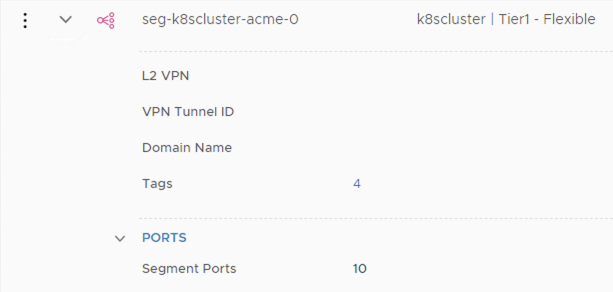 seg-k8scluster-acme-0 k8scluster | Tier1 - Flexible
L2 VPN
VPN Tunnel ID
Domain Name
Tags 4
PORTS
Segment Ports 10